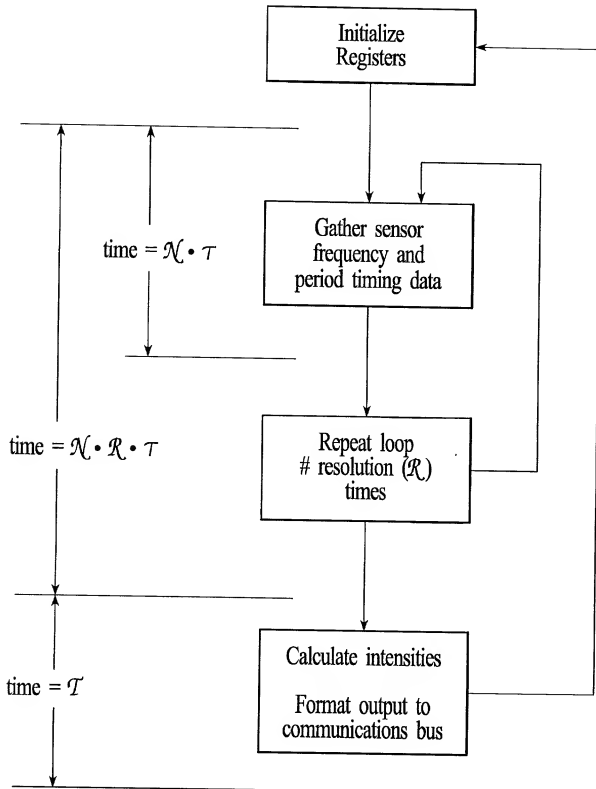 Initialize
Registers
time = 𝒩 • τ
Gather sensor
frequency and
period timing data
time = 𝒩 • ℛ • τ
Repeat loop
# resolution (ℛ)
times
time = 𝒯
Calculate intensities
Format output to
communications bus